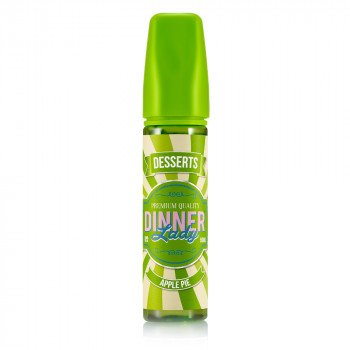 DESSERTS
PREMIUM QUALITY
DINNER
Lady
APPLE PIE